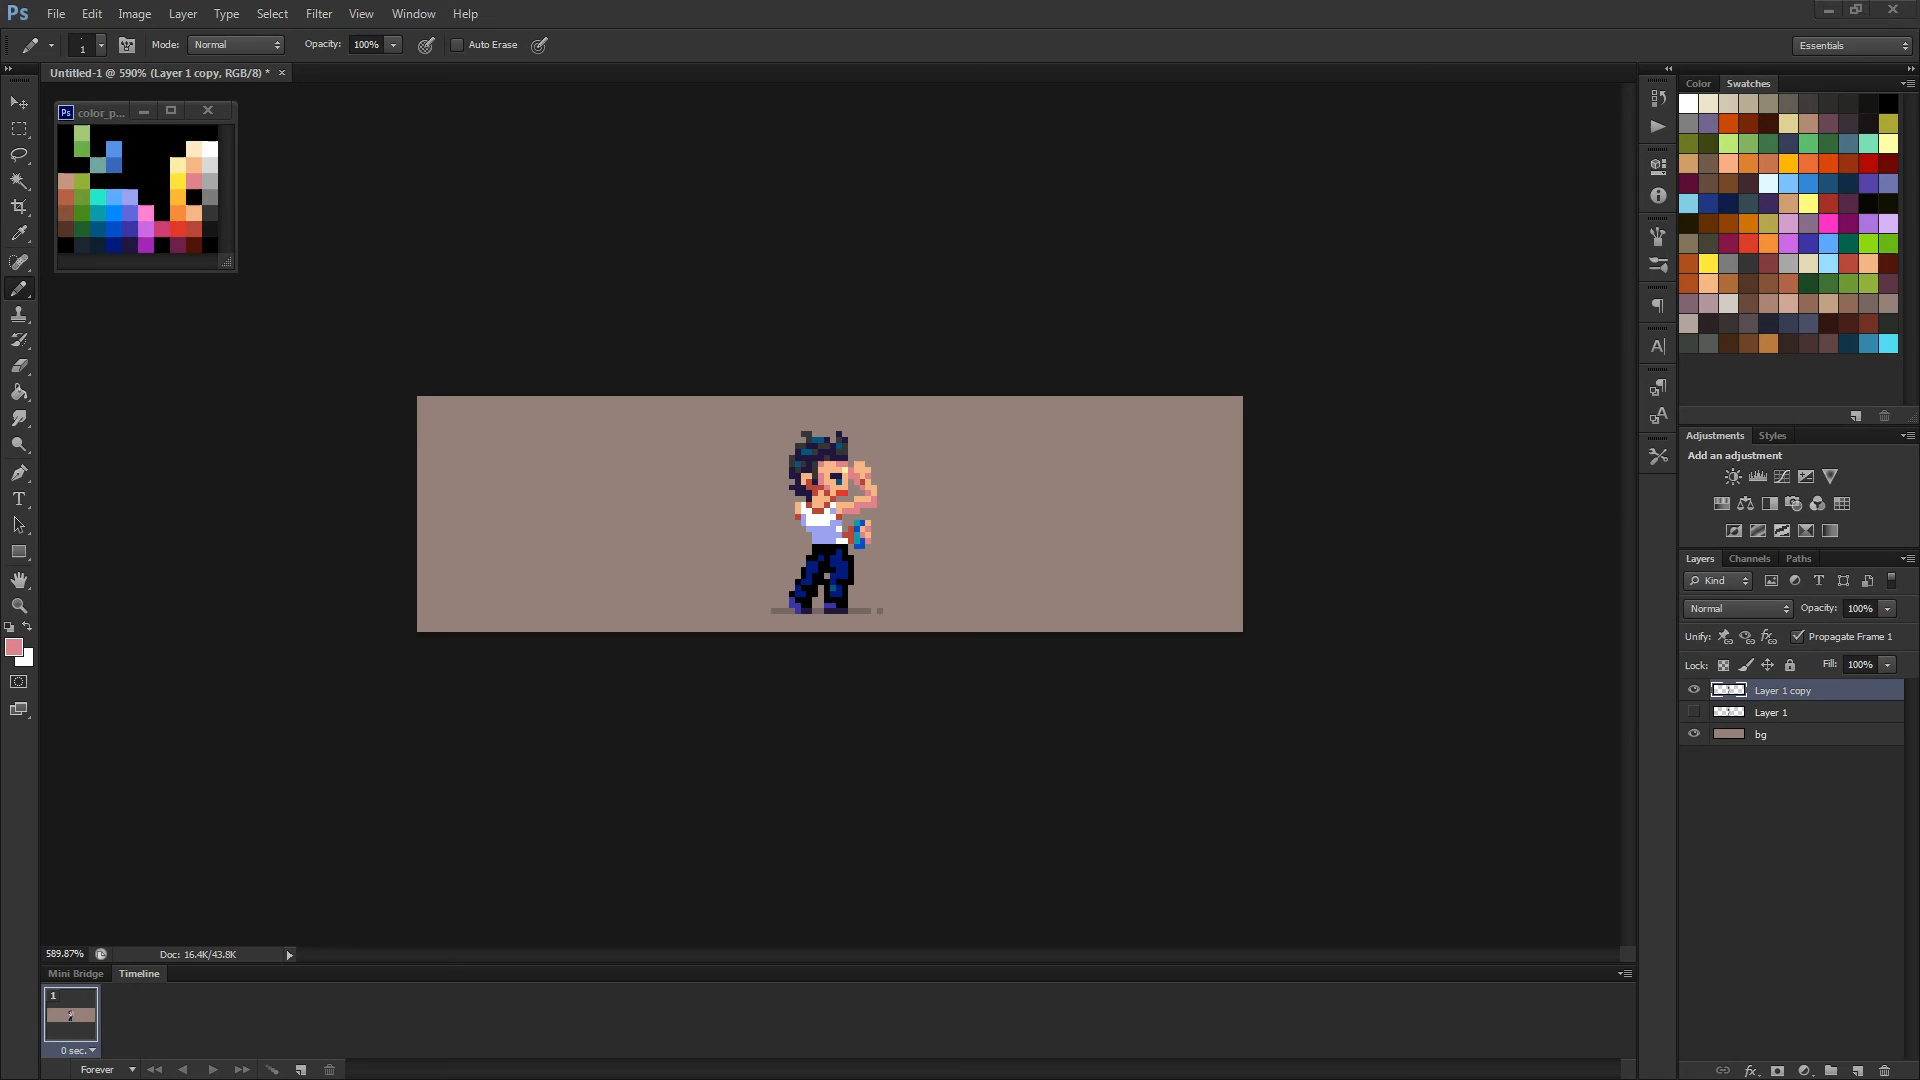 Ps File Edit Image Layer Type Select Filter View Window Help
1 Mode: Normal Opacity: 100% Auto Erase Essentials
Untitled-1 @ 590% (Layer 1 copy, RGB/8) * ×
Color Swatches
Ps color_p...
Adjustments Styles
Add an adjustment
Layers Channels Paths
Kind
Normal Opacity: 100%
Unify: Propagate Frame 1
Lock: Fill: 100%
Layer 1 copy
Layer 1
bg
589.87% Doc: 16.4K/43.8K
Mini Bridge Timeline
1
0 sec.
Forever